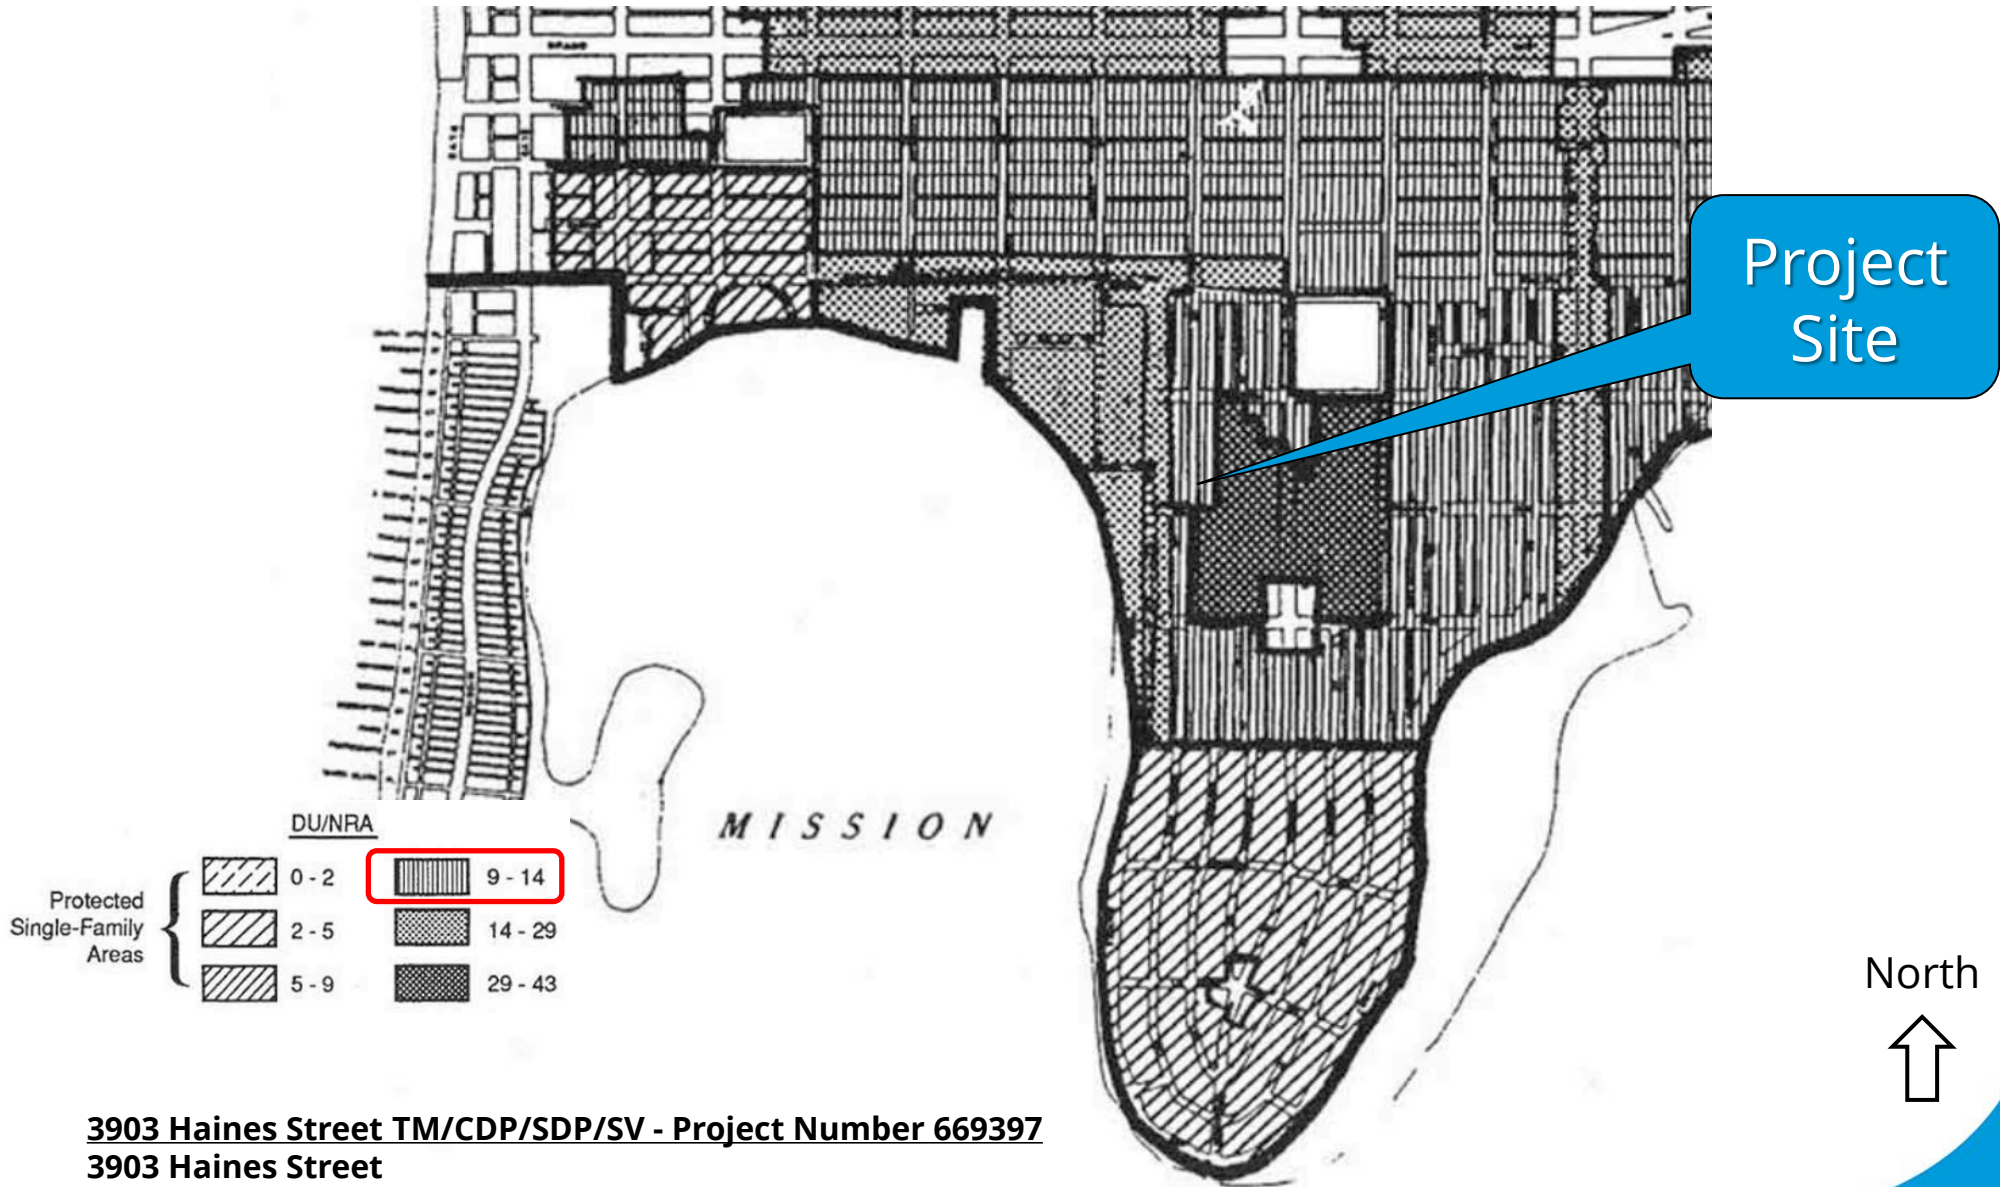 Project
Site
MISSION
DU/NRA
0 - 2
9 - 14
Protected
Single-Family
Areas
2 - 5
14 - 29
5 - 9
29 - 43
North
3903 Haines Street TM/CDP/SDP/SV - Project Number 669397
3903 Haines Street